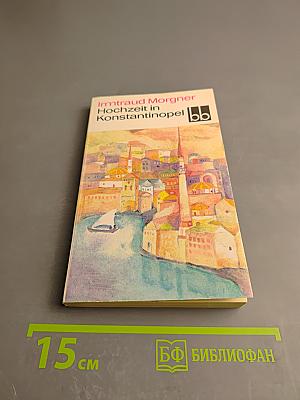 Irmtraud Morgner
Hochzeit in
Konstantinopel
bb
15 см
БФ БИБЛИОФАН